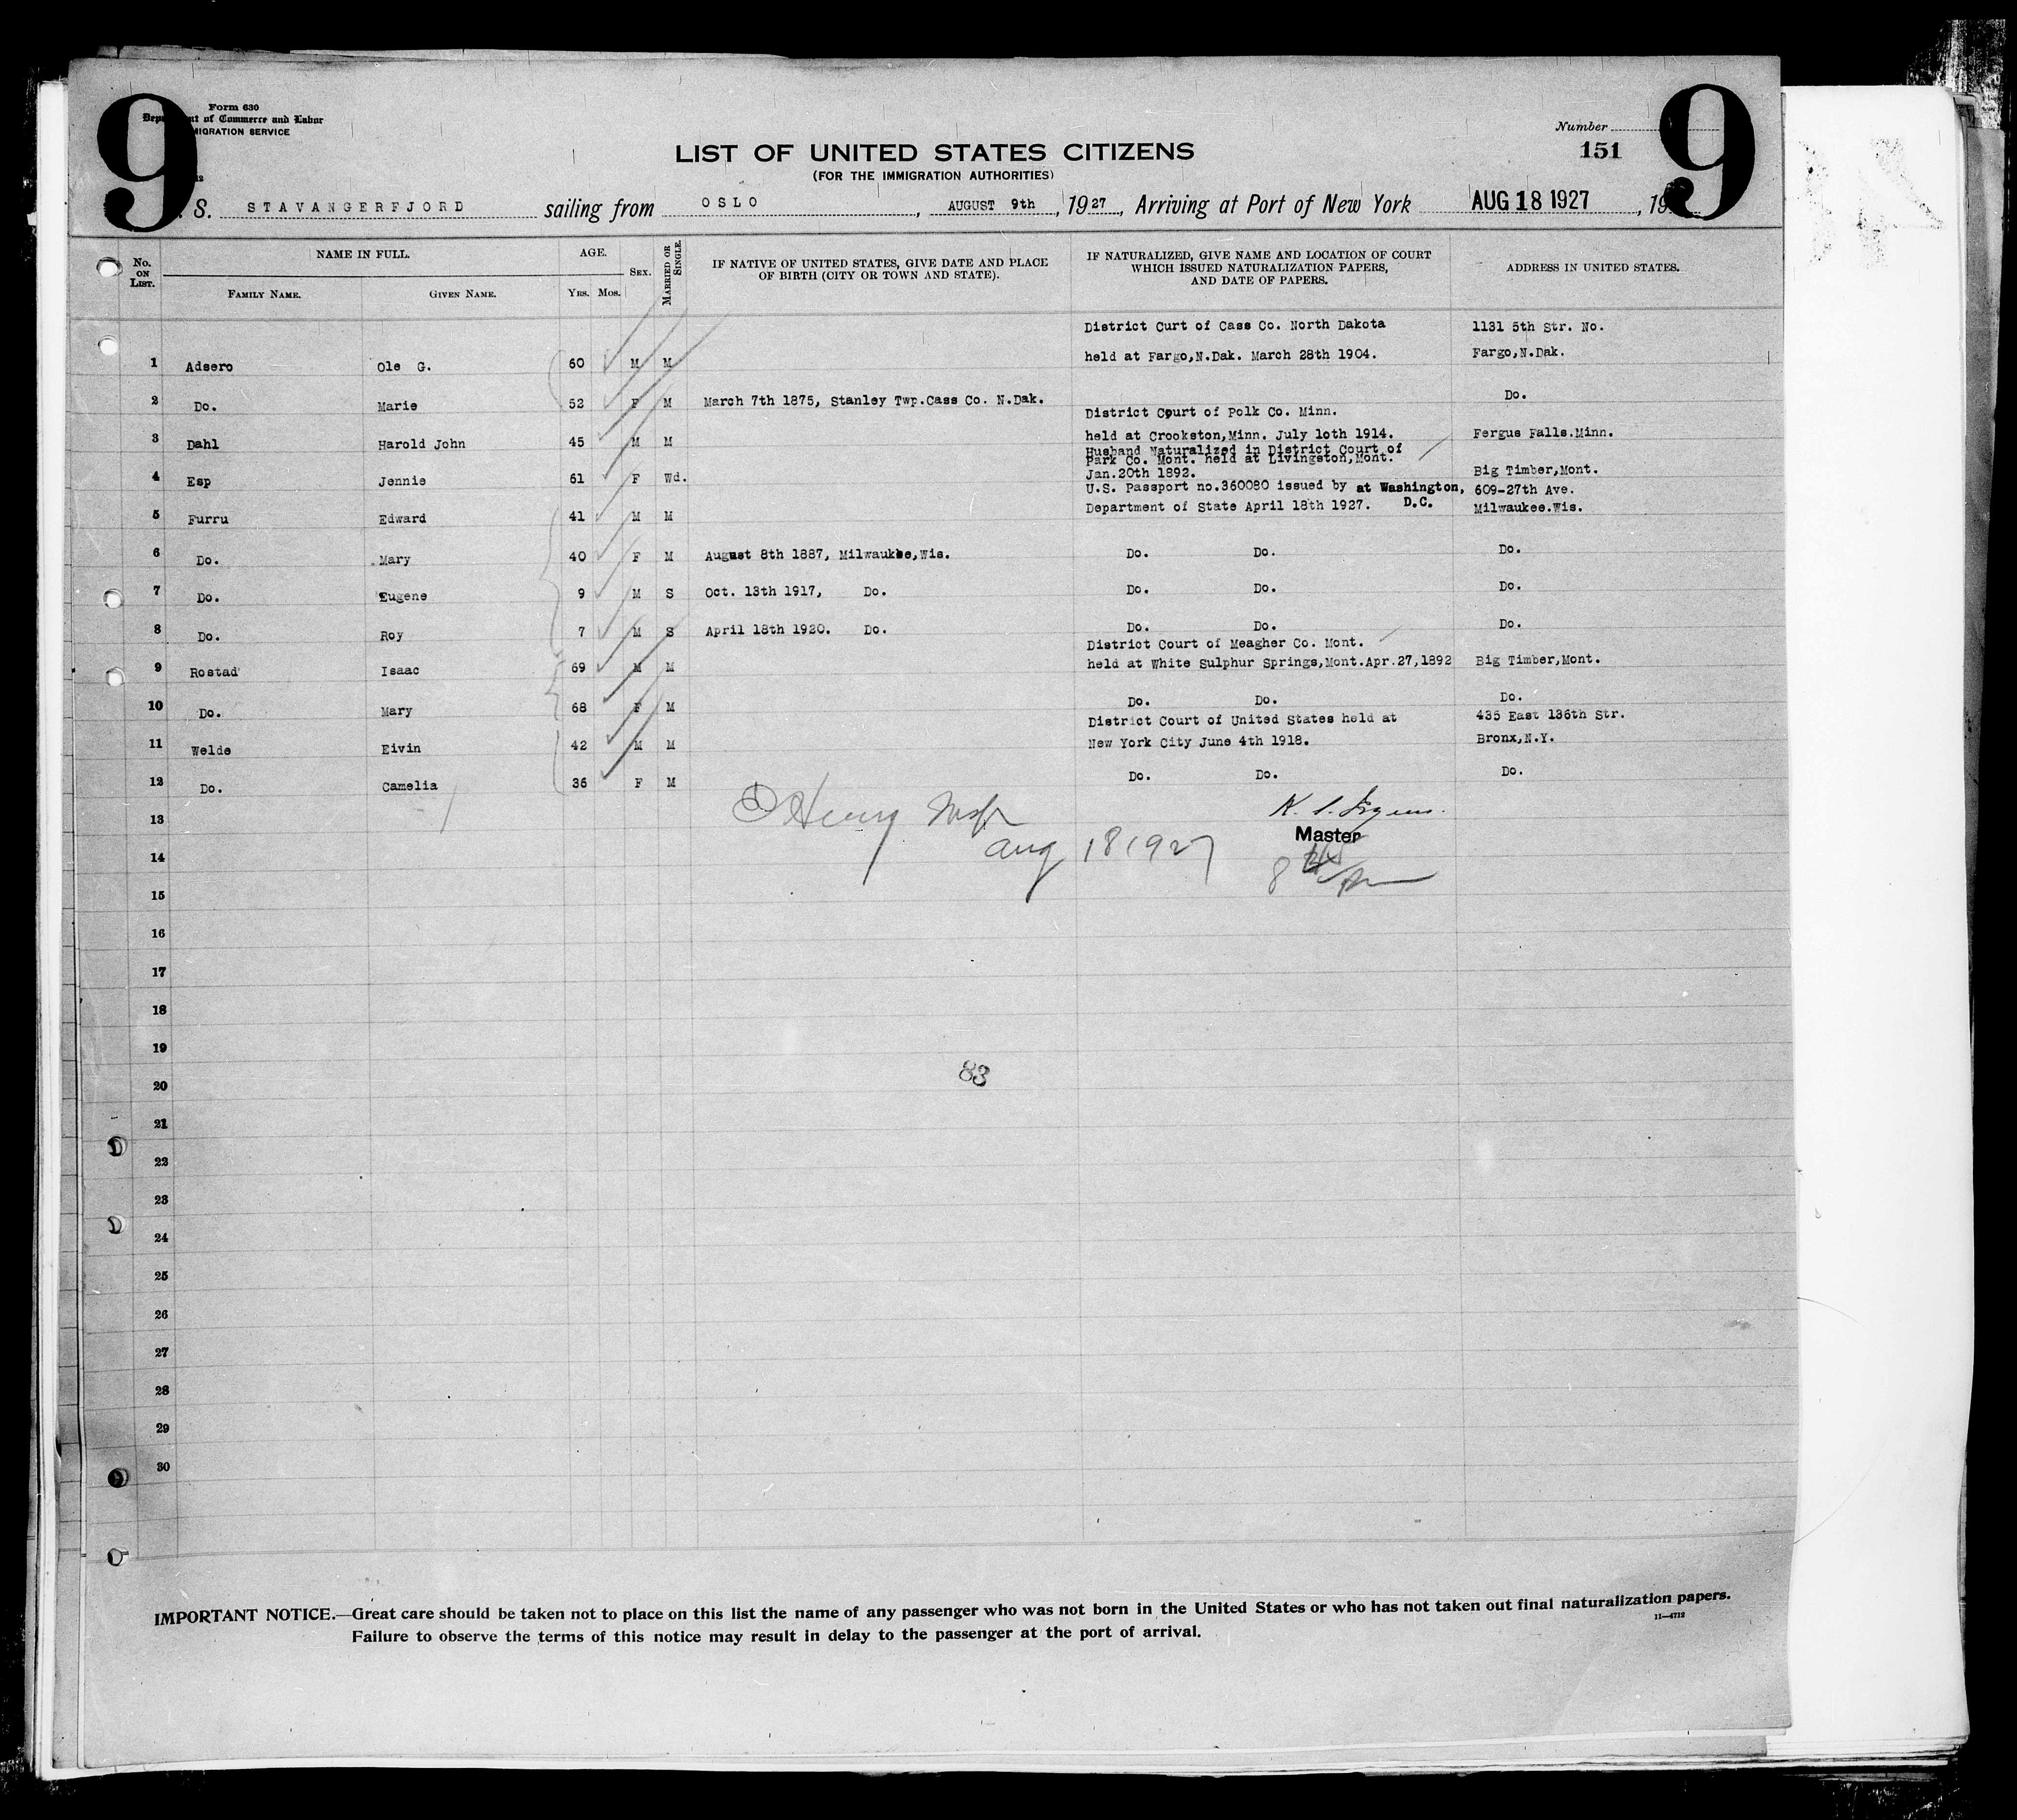 9
9
Form 630
Department of Commerce and Labor
IMMIGRATION SERVICE
Number
151
LIST OF UNITED STATES CITIZENS
(FOR THE IMMIGRATION AUTHORITIES)
S. STAVANGERFJORD sailing from OSLO, AUGUST 9th, 1927, Arriving at Port of New York AUG 18 1927, 19
No. ON LIST. NAME IN FULL. AGE. SEX. MARRIED OR SINGLE. IF NATIVE OF UNITED STATES, GIVE DATE AND PLACE OF BIRTH (CITY OR TOWN AND STATE). IF NATURALIZED, GIVE NAME AND LOCATION OF COURT WHICH ISSUED NATURALIZATION PAPERS, AND DATE OF PAPERS. ADDRESS IN UNITED STATES.
FAMILY NAME. GIVEN NAME. YRS. MOS.
District Curt of Cass Co. North Dakota 1131 5th Str. No.
1 Adsero Ole G. 60 M M held at Fargo,N.Dak. March 28th 1904. Fargo,N.Dak.
2 Do. Marie 52 F M March 7th 1875, Stanley Twp.Cass Co. N.Dak. Do.
District Court of Polk Co. Minn.
3 Dahl Harold John 45 M M held at Crookston,Minn. July 1oth 1914. Fergus Falls.Minn.
Husband Naturalized in District Court of
Park Co. Mont. held at Livingston,Mont.
4 Esp Jennie 61 F Wd. Jan.20th 1892. Big Timber,Mont.
U.S. Passport no.360080 issued by at Washington, 609-27th Ave.
5 Furru Edward 41 M M Department of State April 18th 1927. D.C. Milwaukee.Wis.
6 Do. Mary 40 F M August 8th 1887, Milwaukee,Wis. Do. Do. Do.
7 Do. Eugene 9 M S Oct. 13th 1917, Do. Do. Do. Do.
8 Do. Roy 7 M S April 18th 1920. Do. Do. Do. Do.
District Court of Meagher Co. Mont.
9 Rostad Isaac 69 M M held at White Sulphur Springs,Mont.Apr.27,1892 Big Timber,Mont.
10 Do. Mary 68 F M Do. Do. Do.
District Court of United States held at 435 East 136th Str.
11 Welde Eivin 42 M M New York City June 4th 1918. Bronx,N.Y.
12 Do. Camelia 36 F M Do. Do. Do.
13 Henry
Master
14 Aug 18 1927
15
16
17
18
19
83
20
21
22
23
24
25
26
27
28
29
30
IMPORTANT NOTICE.—Great care should be taken not to place on this list the name of any passenger who was not born in the United States or who has not taken out final naturalization papers.
11—4712
Failure to observe the terms of this notice may result in delay to the passenger at the port of arrival.